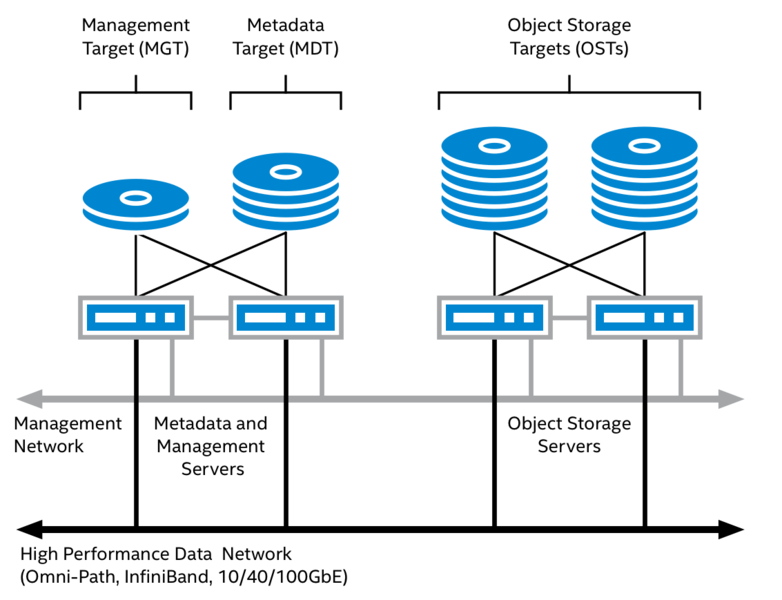 Management
Target (MGT)
Metadata
Target (MDT)
Object Storage
Targets (OSTs)
Management
Network
Metadata and
Management
Servers
Object Storage
Servers
High Performance Data Network
(Omni-Path, InfiniBand, 10/40/100GbE)